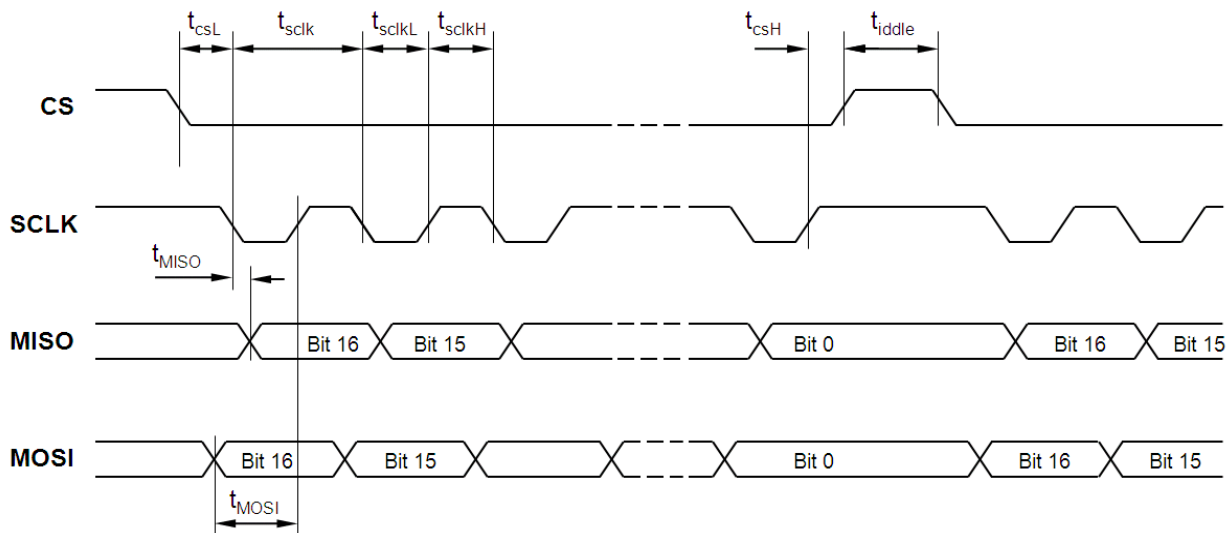 tcsL tsclk tsclkL tsclkH tcsH tiddle
CS
SCLK
tMISO
MISO Bit 16 Bit 15 Bit 0 Bit 16 Bit 15
MOSI Bit 16 Bit 15 Bit 0 Bit 16 Bit 15
tMOSI